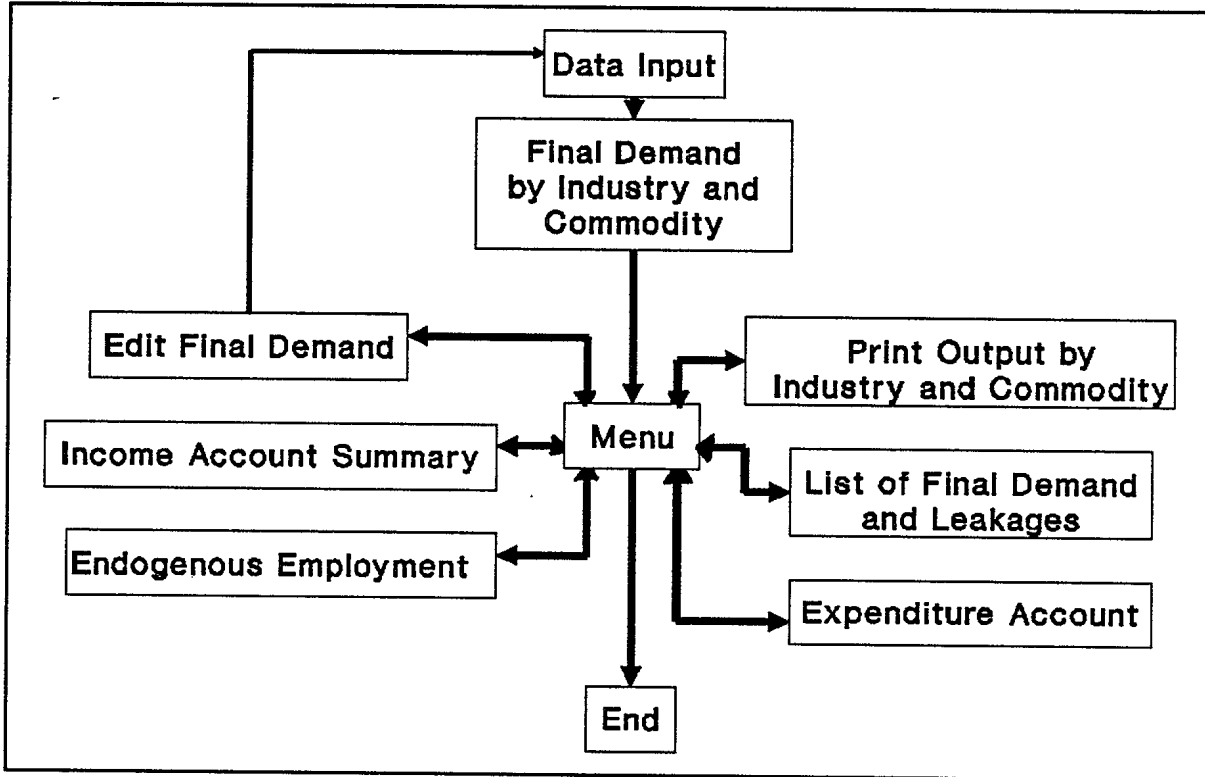 Data Input
Final Demand
by Industry and
Commodity
Edit Final Demand
Print Output by
Industry and Commodity
Menu
Income Account Summary
List of Final Demand
and Leakages
Endogenous Employment
Expenditure Account
End